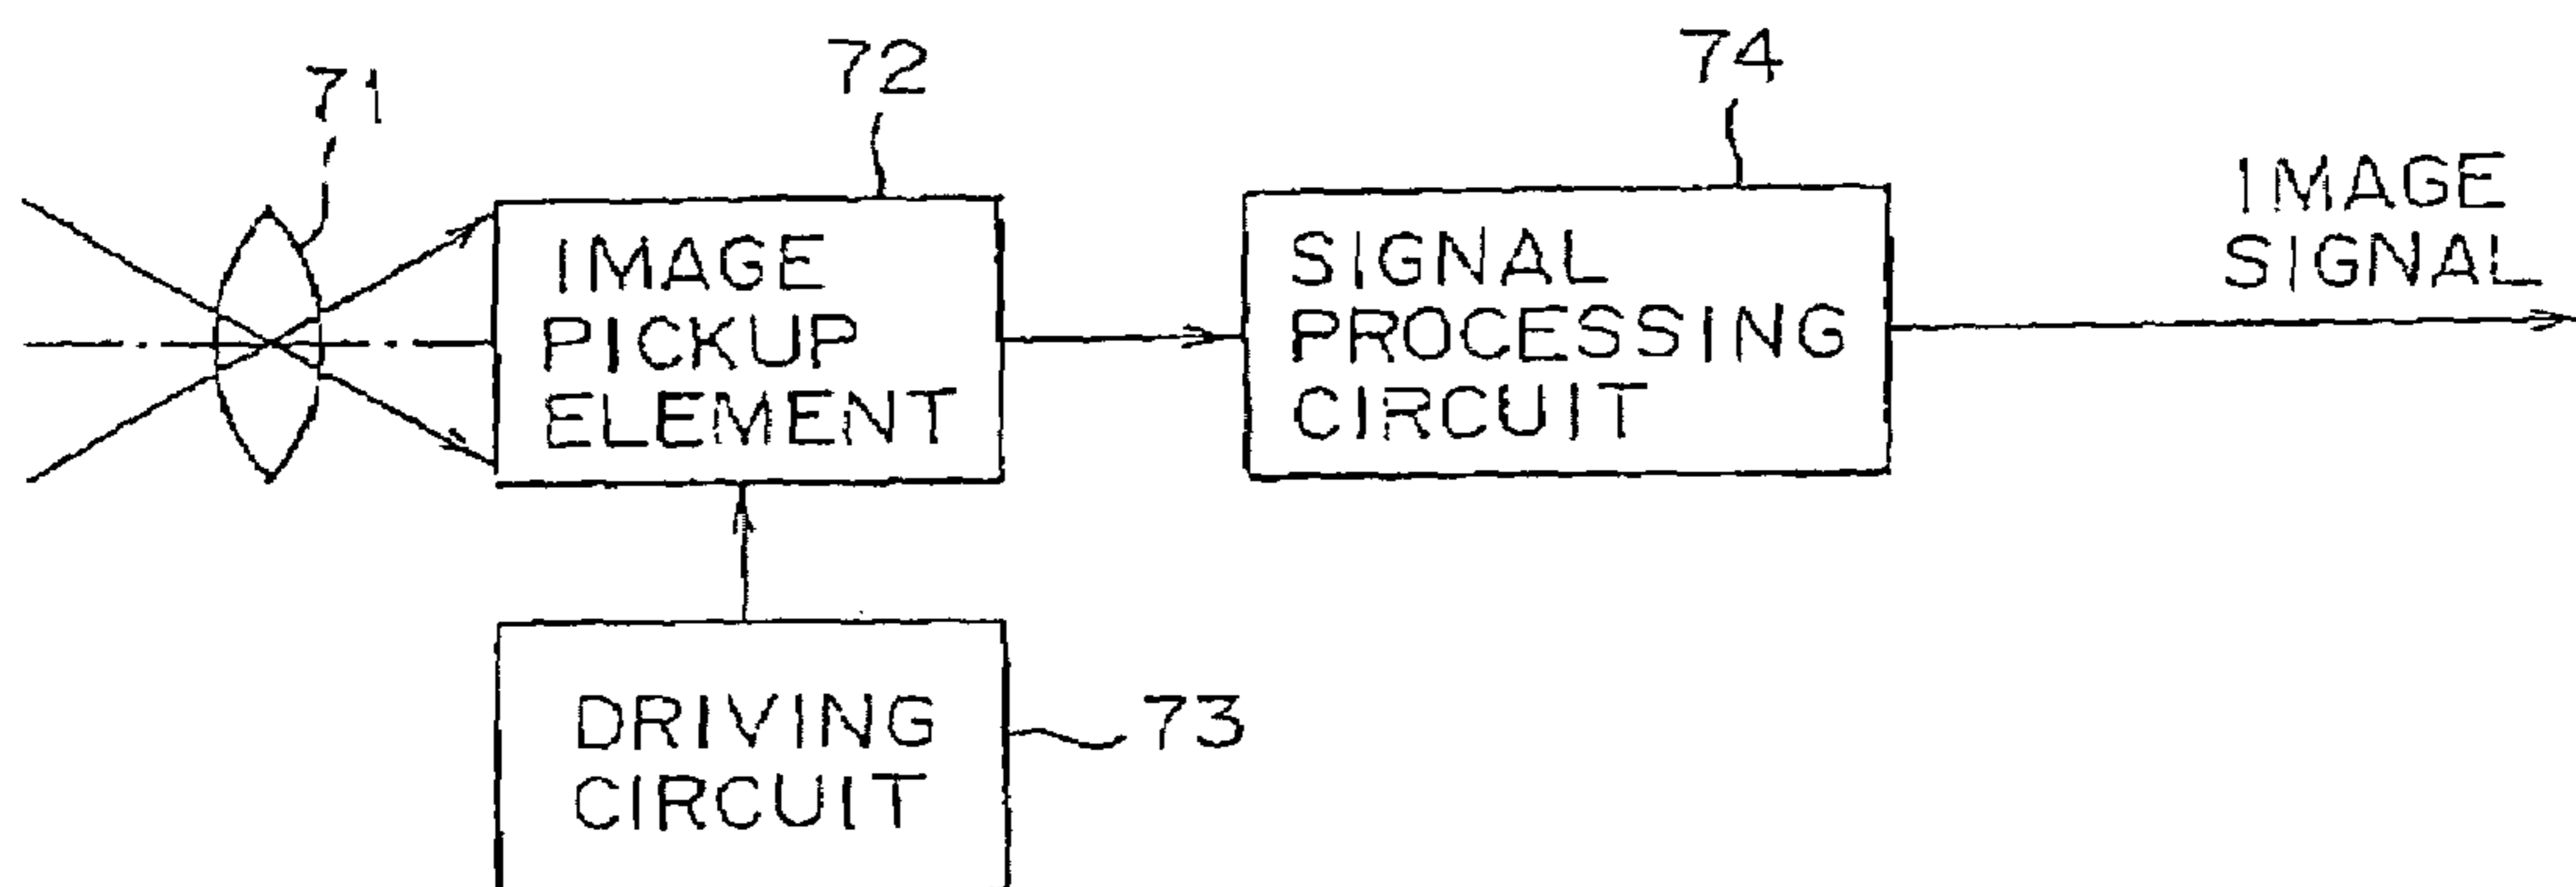 71
72
74
IMAGE
PICKUP
ELEMENT
SIGNAL
PROCESSING
CIRCUIT
IMAGE
SIGNAL
DRIVING
CIRCUIT
73